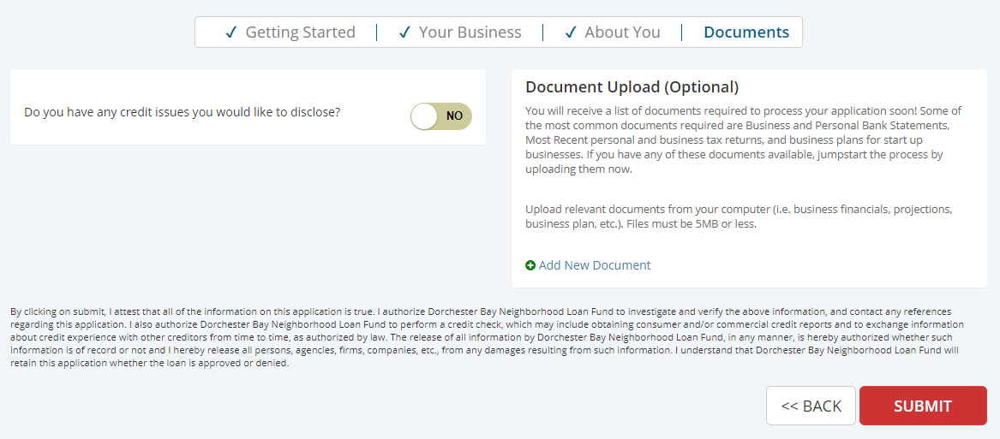 ✓ Getting Started | ✓ Your Business | ✓ About You | Documents
Do you have any credit issues you would like to disclose?
NO
Document Upload (Optional)
You will receive a list of documents required to process your application soon! Some of
the most common documents required are Business and Personal Bank Statements,
Most Recent personal and business tax returns, and business plans for start up
businesses. If you have any of these documents available, jumpstart the process by
uploading them now.
Upload relevant documents from your computer (i.e. business financials, projections,
business plan, etc.). Files must be 5MB or less.
Add New Document
By clicking on submit, I attest that all of the information on this application is true. I authorize Dorchester Bay Neighborhood Loan Fund to investigate and verify the above information, and contact any references
regarding this application. I also authorize Dorchester Bay Neighborhood Loan Fund to perform a credit check, which may include obtaining consumer and/or commercial credit reports and to exchange information
about credit experience with other creditors from time to time, as authorized by law. The release of all information by Dorchester Bay Neighborhood Loan Fund, in any manner, is hereby authorized whether such
information is of record or not and I hereby release all persons, agencies, firms, companies, etc., from any damages resulting from such information. I understand that Dorchester Bay Neighborhood Loan Fund will
retain this application whether the loan is approved or denied.
<< BACK
SUBMIT